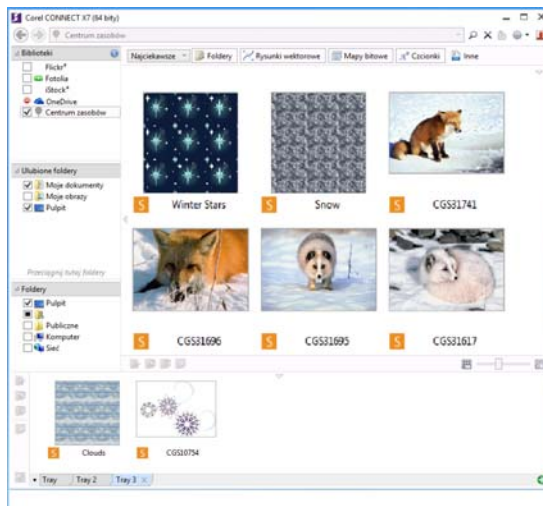 Corel CONNECT X7 (64 bity)
Centrum zasobów
Biblioteki
Flickr*
Fotolia
iStock*
OneDrive
Centrum zasobów
Ulubione foldery
Moje dokumenty
Moje obrazy
Pulpit
Przeciągnij tutaj foldery
Foldery
Pulpit
Publiczne
Komputer
Sieć
Najciekawsze
Foldery
Rysunki wektorowe
Mapy bitowe
Czcionki
Inne
Winter Stars
Snow
CGS31741
CGS31696
CGS31695
CGS31617
Clouds
CGS10754
Tray
Tray 2
Tray 3